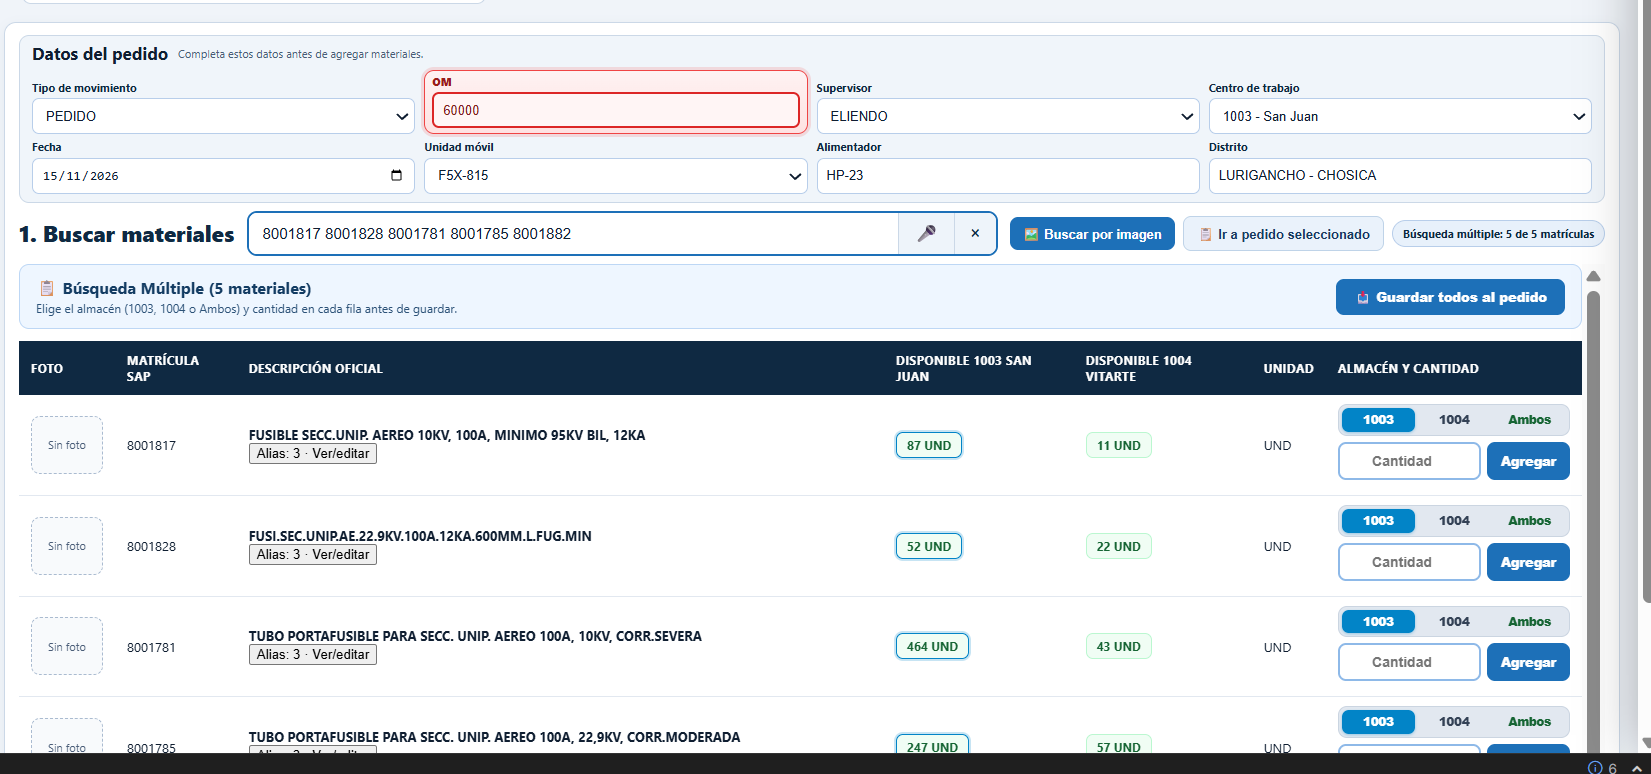 Datos del pedido Completa estos datos antes de agregar materiales.
Tipo de movimiento OM Supervisor Centro de trabajo
PEDIDO 60000 ELIENDO 1003 - San Juan
Fecha Unidad móvil Alimentador Distrito
15/11/2026 F5X-815 HP-23 LURIGANCHO - CHOSICA
1. Buscar materiales 8001817 8001828 8001781 8001785 8001882 × Buscar por imagen Ir a pedido seleccionado Búsqueda múltiple: 5 de 5 matrículas
Búsqueda Múltiple (5 materiales)
Elige el almacén (1003, 1004 o Ambos) y cantidad en cada fila antes de guardar.
Guardar todos al pedido
FOTO MATRÍCULA SAP DESCRIPCIÓN OFICIAL DISPONIBLE 1003 SAN JUAN DISPONIBLE 1004 VITARTE UNIDAD ALMACÉN Y CANTIDAD
Sin foto 8001817 FUSIBLE SECC.UNIP. AEREO 10KV, 100A, MINIMO 95KV BIL, 12KA 87 UND 11 UND UND 1003 1004 Ambos
Alias: 3 · Ver/editar Cantidad Agregar
Sin foto 8001828 FUSI.SEC.UNIP.AE.22.9KV.100A.12KA.600MM.L.FUG.MIN 52 UND 22 UND UND 1003 1004 Ambos
Alias: 3 · Ver/editar Cantidad Agregar
Sin foto 8001781 TUBO PORTAFUSIBLE PARA SECC. UNIP. AEREO 100A, 10KV, CORR.SEVERA 464 UND 43 UND UND 1003 1004 Ambos
Alias: 3 · Ver/editar Cantidad Agregar
Sin foto 8001785 TUBO PORTAFUSIBLE PARA SECC. UNIP. AEREO 100A, 22,9KV, CORR.MODERADA 247 UND 57 UND UND 1003 1004 Ambos
Alias: 3 · Ver/editar
6